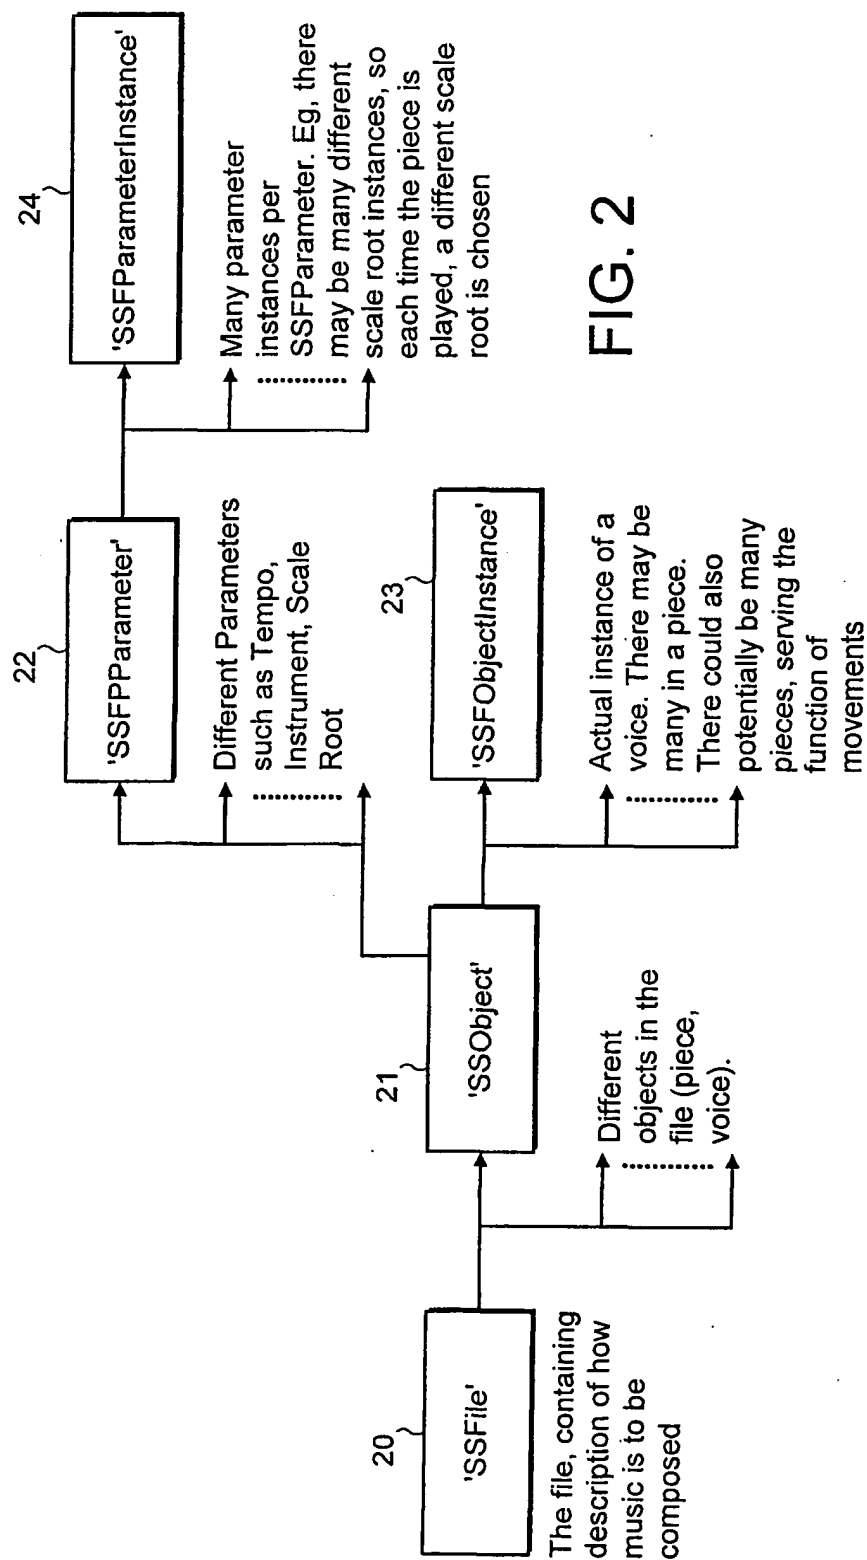 24
'SSFParameterInstance'
Many parameter
instances per
SSFParameter. Eg, there
may be many different
scale root instances, so
each time the piece is
played, a different scale
root is chosen
22
'SSFPParameter'
Different Parameters
such as Tempo,
Instrument, Scale
Root
23
'SSFObjectInstance'
Actual instance of a
voice. There may be
many in a piece.
There could also
potentially be many
pieces, serving the
function of
movements
21
'SSObject'
Different
objects in the
file (piece,
voice).
20
'SSFile'
The file, containing
description of how
music is to be
composed
FIG. 2